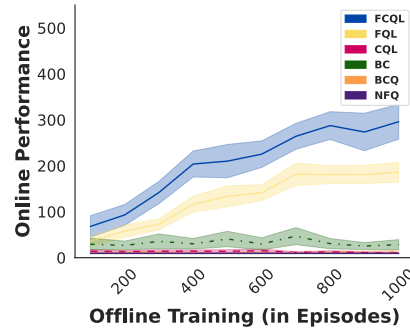 500
400
300
200
100
0
Online Performance
FCQL
FQL
CQL
BC
BCQ
NFQ
200
400
600
800
1000
Offline Training (in Episodes)